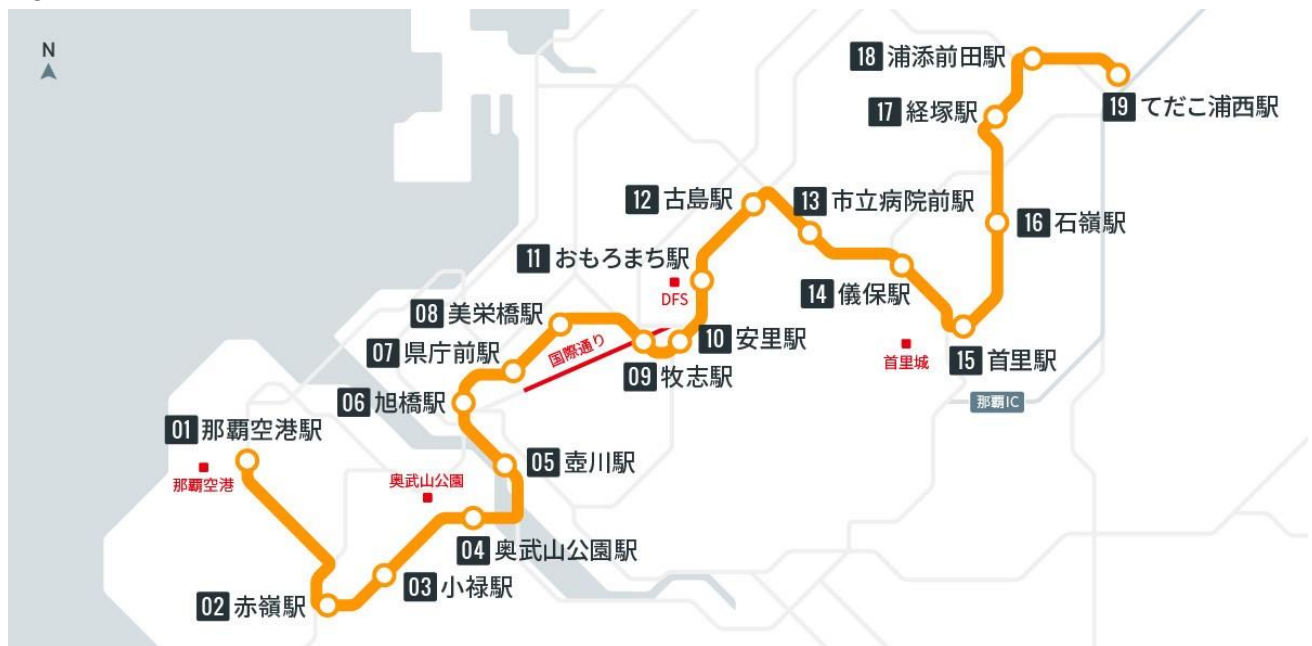 N
01 那覇空港駅
那覇空港
02 赤嶺駅
03 小禄駅
04 奥武山公園駅
奥武山公園
05 壺川駅
06 旭橋駅
07 県庁前駅
08 美栄橋駅
国際通り
09 牧志駅
10 安里駅
11 おもろまち駅
DFS
12 古島駅
13 市立病院前駅
14 儀保駅
首里城
15 首里駅
那覇IC
16 石嶺駅
17 経塚駅
18 浦添前田駅
19 てだこ浦西駅